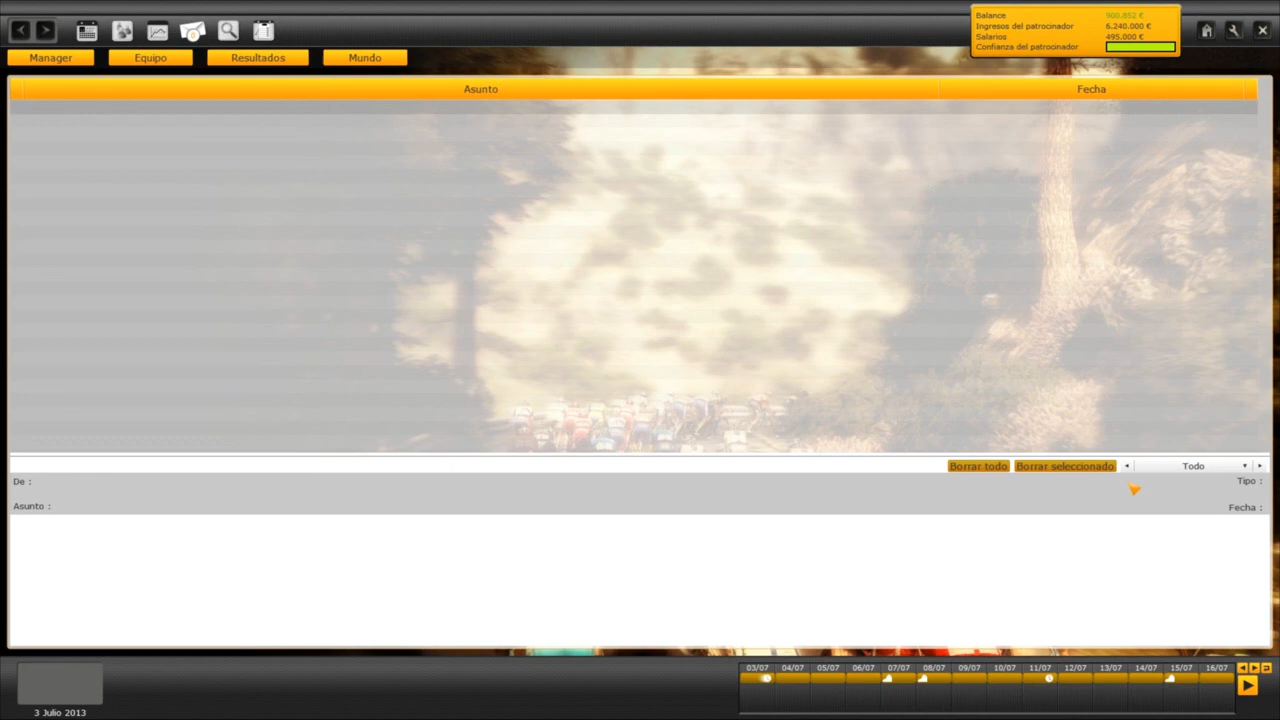 Balance 900.852 €
Ingresos del patrocinador 6.240.000 €
Salarios 495.000 €
Confianza del patrocinador
0
Manager Equipo Resultados Mundo
Asunto Fecha
Borrar todo Borrar seleccionado Todo
De : Tipo :
Asunto : Fecha :
03/07 04/07 05/07 06/07 07/07 08/07 09/07 10/07 11/07 12/07 13/07 14/07 15/07 16/07
3 Julio 2013